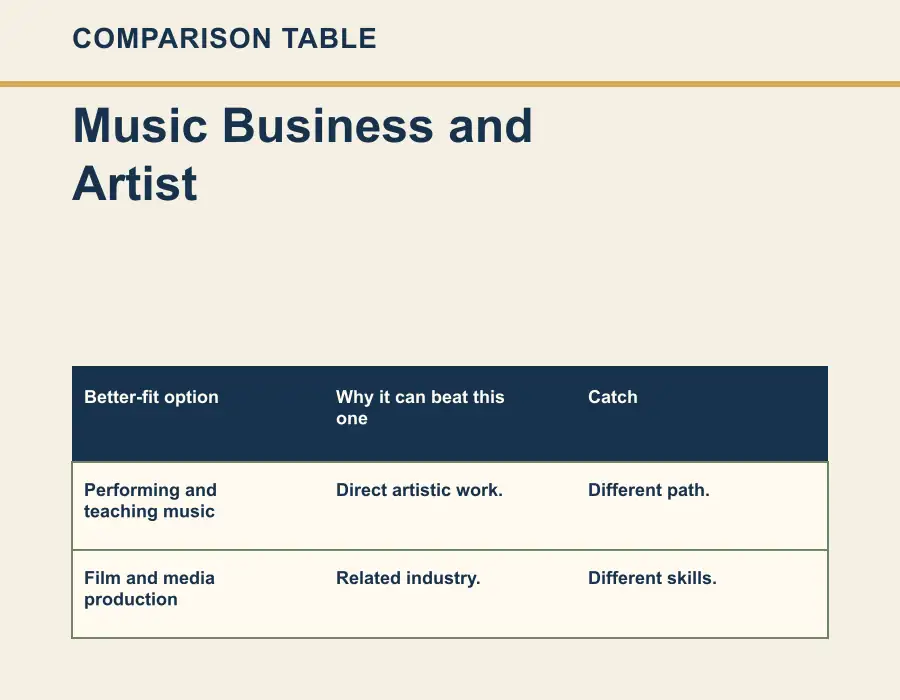 COMPARISON TABLE
Music Business and
Artist
Better-fit option
Why it can beat this
one
Catch
Performing and
teaching music
Direct artistic work.
Different path.
Film and media
production
Related industry.
Different skills.